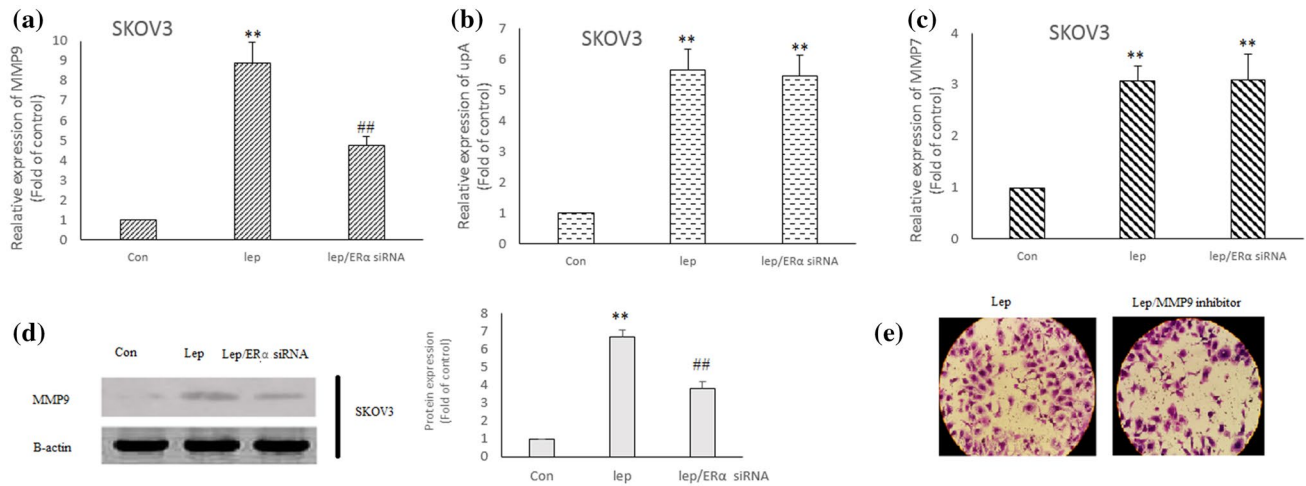 (a)
SKOV3
Realative expression of MMP9
(Fold of control)
10
9
8
7
6
5
4
3
2
1
0
**
##
Con
lep
lep/ERα siRNA
(b)
SKOV3
Realative expression of upA
(Fold of control)
7
6
5
4
3
2
1
0
**
**
Con
lep
lep/ERα siRNA
(c)
SKOV3
Realative expression of MMP7
(Fold of control)
4
3
2
1
0
**
**
Con
lep
lep/ERα siRNA
(d)
Con
Lep
Lep/ERα siRNA
MMP9
B-actin
SKOV3
Protein expression
(Fold of control)
8
7
6
5
4
3
2
1
0
**
##
Con
lep
lep/ERα siRNA
(e)
Lep
Lep/MMP9 inhibitor